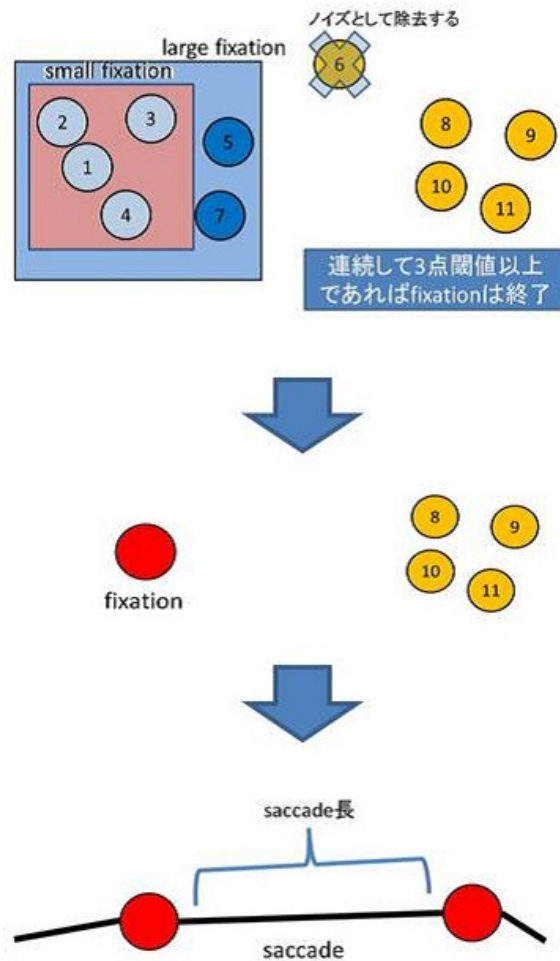 ノイズとして除去する
large fixation
small fixation
6
2
3
5
1
4
7
8
9
10
11
連続して3点閾値以上
であればfixationは終了
8
9
10
11
fixation
saccade長
saccade